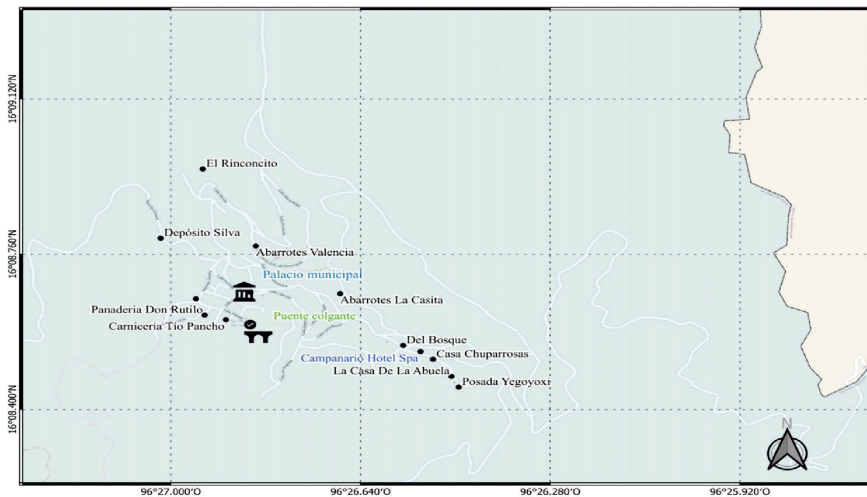 16°09.120'N
El Rinconcito
Depósito Silva
16°08.760'N
Abarrotes Valencia
Palacio municipal
Abarrotes La Casita
Panaderia Don Rutilo
Puente colgante
Carniceria Tío Pancho
Del Bosque
Campanario Hotel Spa
Casa Chuparrosas
La Casa De La Abuela
Posada Yegoyoxi
16°08.400'N
N
96°27.000'O
96°26.640'O
96°26.280'O
96°25.920'O